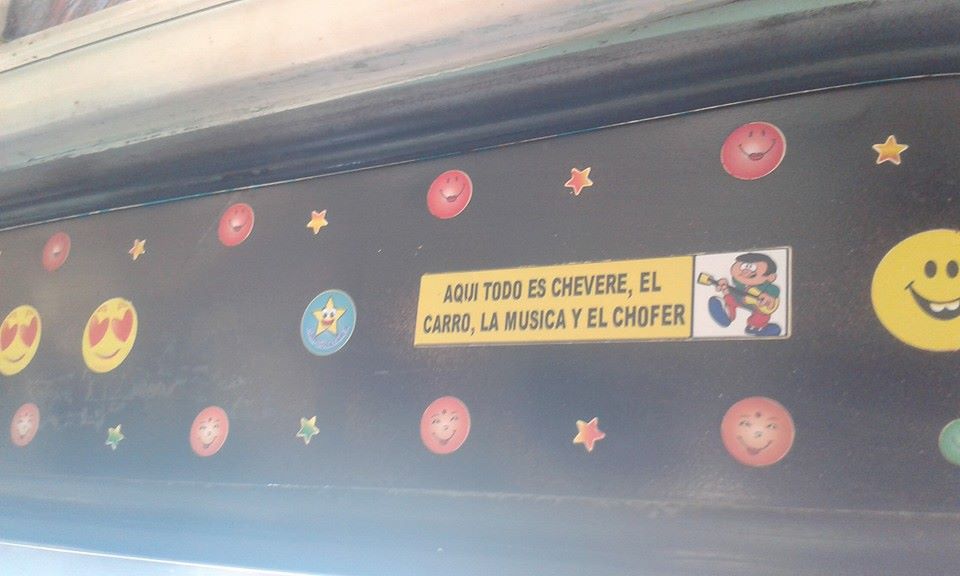 AQUI TODO ES CHEVERE, EL
CARRO, LA MUSICA Y EL CHOFER